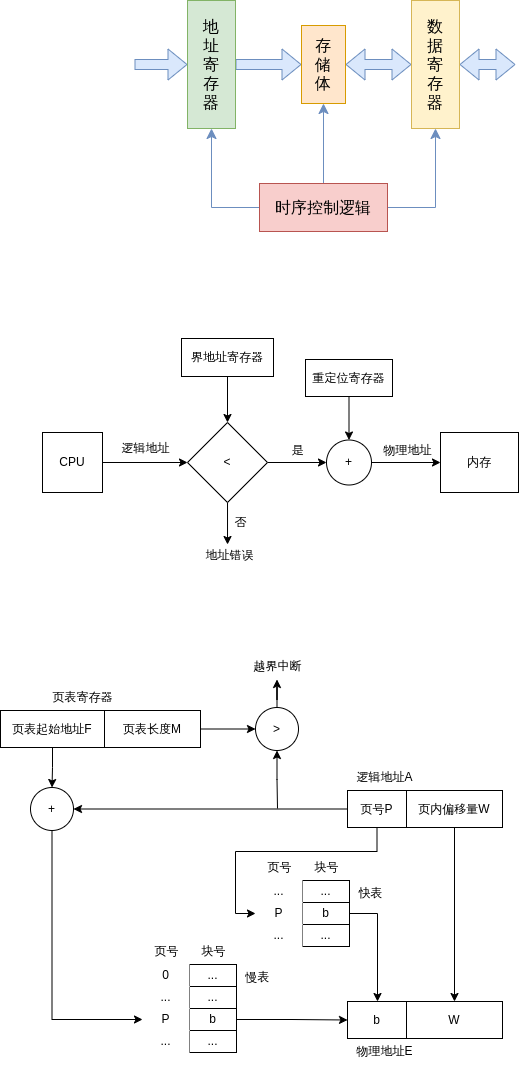 地址寄存器
存储体
数据寄存器
时序控制逻辑
界地址寄存器
重定位寄存器
CPU
逻辑地址
<
是
+
物理地址
内存
否
地址错误
越界中断
页表寄存器
页表起始地址F
页表长度M
>
逻辑地址A
+
页号P
页内偏移量W
页号
块号
...
...
快表
P
b
...
...
页号
块号
0
...
慢表
...
...
P
b
...
...
b
W
物理地址E